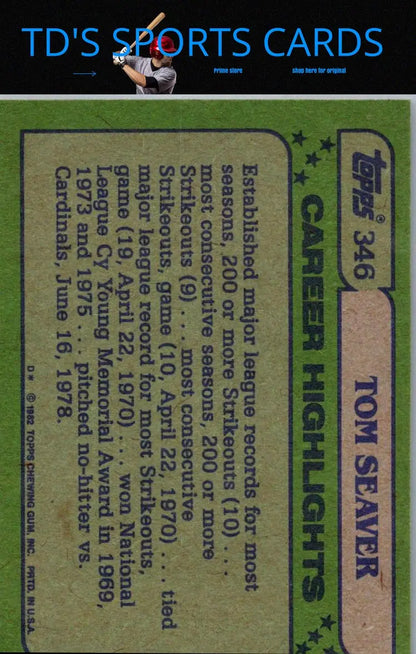 TD'S SPORTS CARDS
Prime store
shop here for original
topps® 346
TOM SEAVER
CAREER HIGHLIGHTS
Established major league records for most
seasons, 200 or more Strikeouts (10) . . .
most consecutive seasons, 200 or more
Strikeouts (9) . . . most consecutive
Strikeouts, game (10, April 22, 1970) . . . tied
major league record for most Strikeouts,
game (19, April 22, 1970) . . . won National
League Cy Young Memorial Award in 1969,
1973 and 1975 . . . pitched no-hitter vs.
Cardinals, June 16, 1978.
D* © 1982 TOPPS CHEWING GUM, INC. PRTD. IN U.S.A.